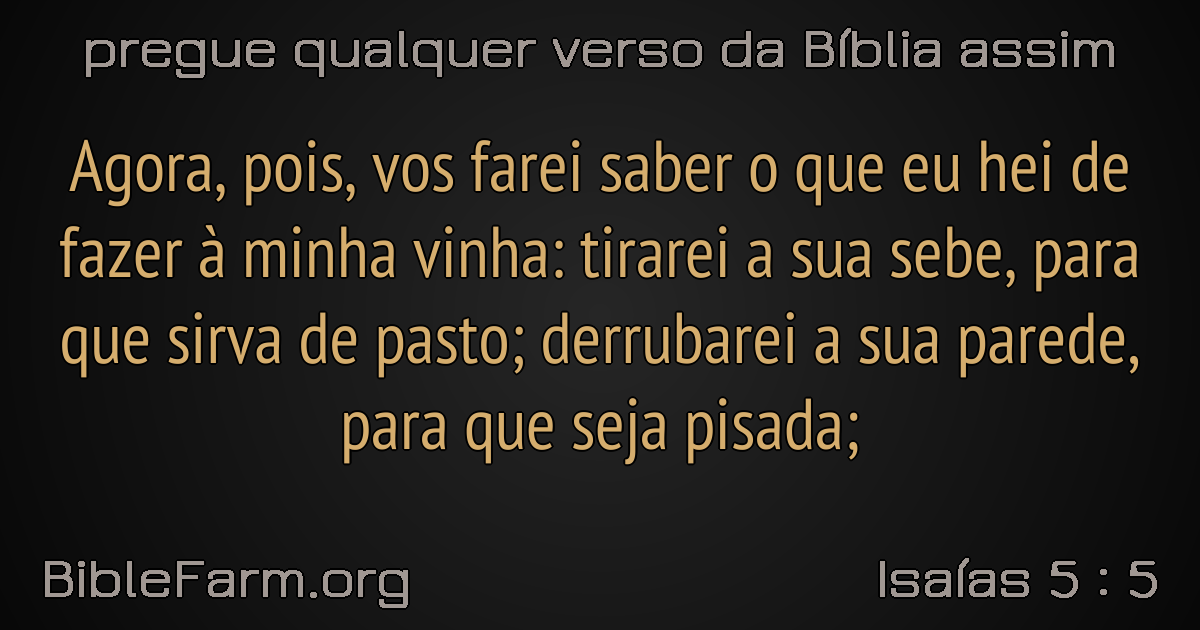 pregue qualquer verso da Bíblia assim
Agora, pois, vos farei saber o que eu hei de
fazer à minha vinha: tirarei a sua sebe, para
que sirva de pasto; derrubarei a sua parede,
para que seja pisada;
BibleFarm.org
Isaías 5 : 5